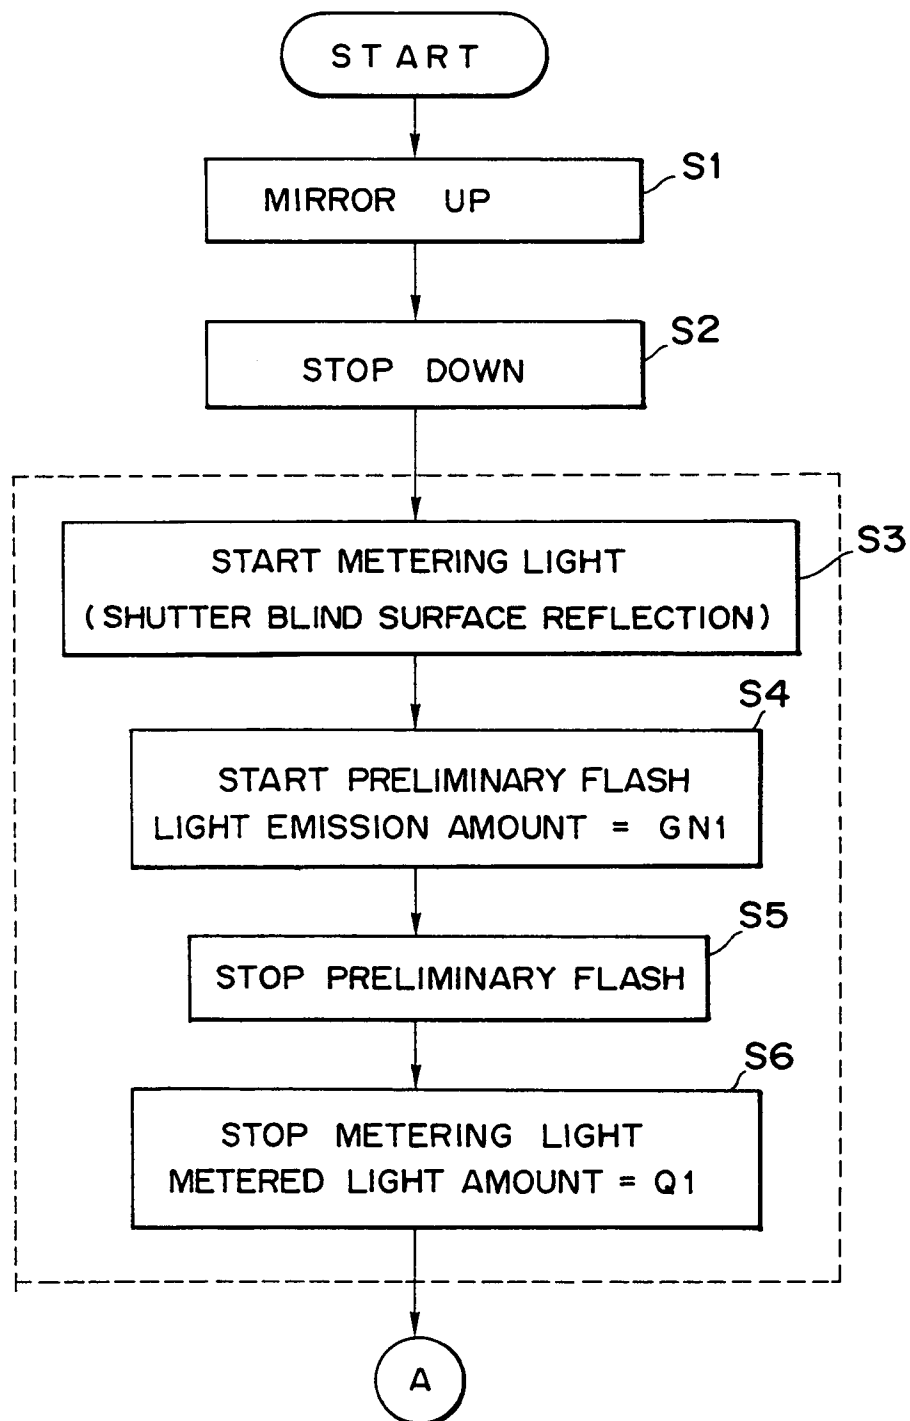 START
S1
MIRROR UP
S2
STOP DOWN
S3
START METERING LIGHT
(SHUTTER BLIND SURFACE REFLECTION)
S4
START PRELIMINARY FLASH
LIGHT EMISSION AMOUNT = GN1
S5
STOP PRELIMINARY FLASH
S6
STOP METERING LIGHT
METERED LIGHT AMOUNT = Q1
A